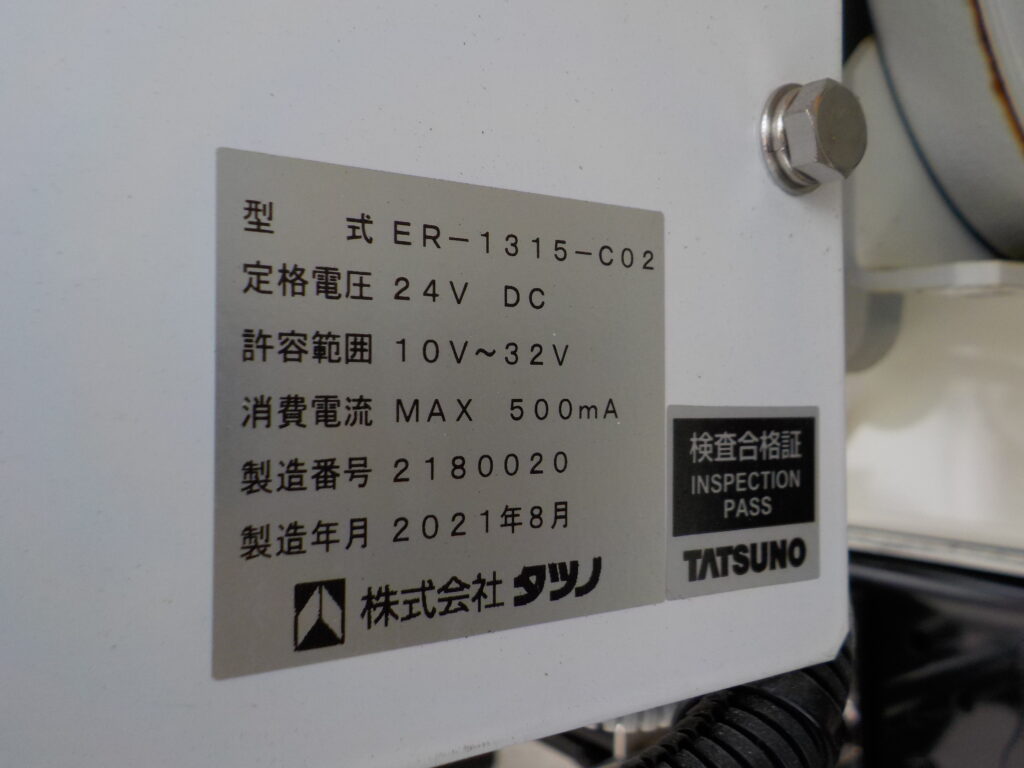 型　式 ER-1315-C02
定格電圧 24V DC
許容範囲 10V～32V
消費電流 MAX 500mA
製造番号 2180020
製造年月 2021年8月
株式会社 タツノ
検査合格証
INSPECTION
PASS
TATSUNO